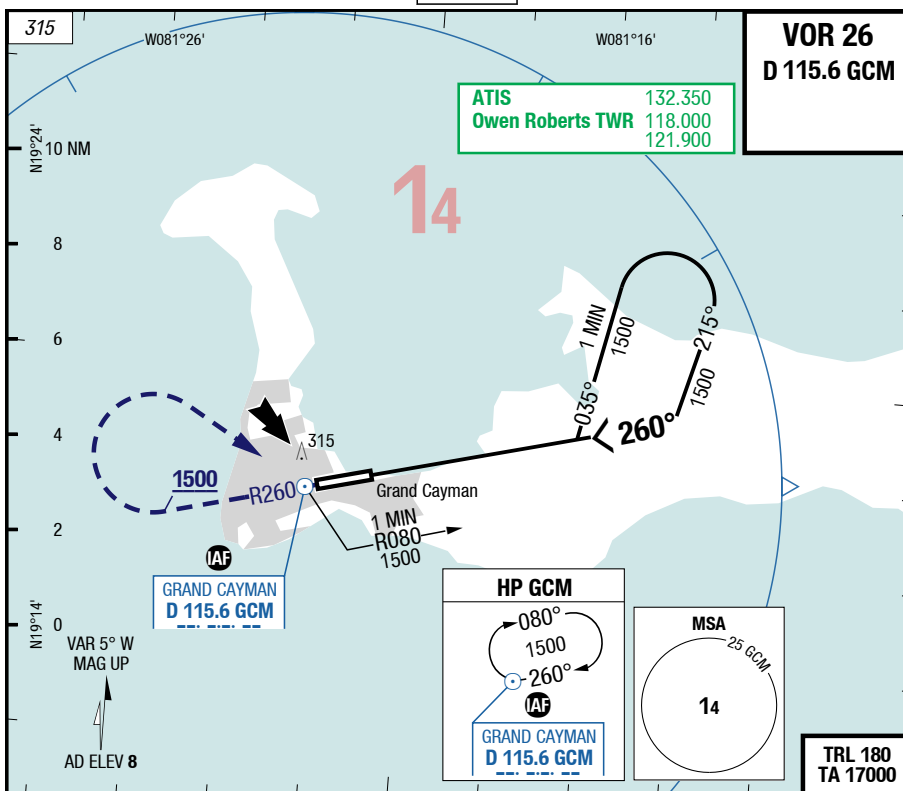 315
W081°26'
W081°16'
VOR 26
D 115.6 GCM
ATIS 132.350
Owen Roberts TWR 118.000
121.900
N19°24'
10 NM
14
8
6
4
2
0
1 MIN
1500
035°
215°
1500
260°
315
1500
R260
Grand Cayman
1 MIN
R080
1500
IAF
GRAND CAYMAN
D 115.6 GCM
N19°14'
VAR 5° W
MAG UP
AD ELEV 8
HP GCM
080°
1500
260°
IAF
GRAND CAYMAN
D 115.6 GCM
MSA
25 GCM
14
TRL 180
TA 17000